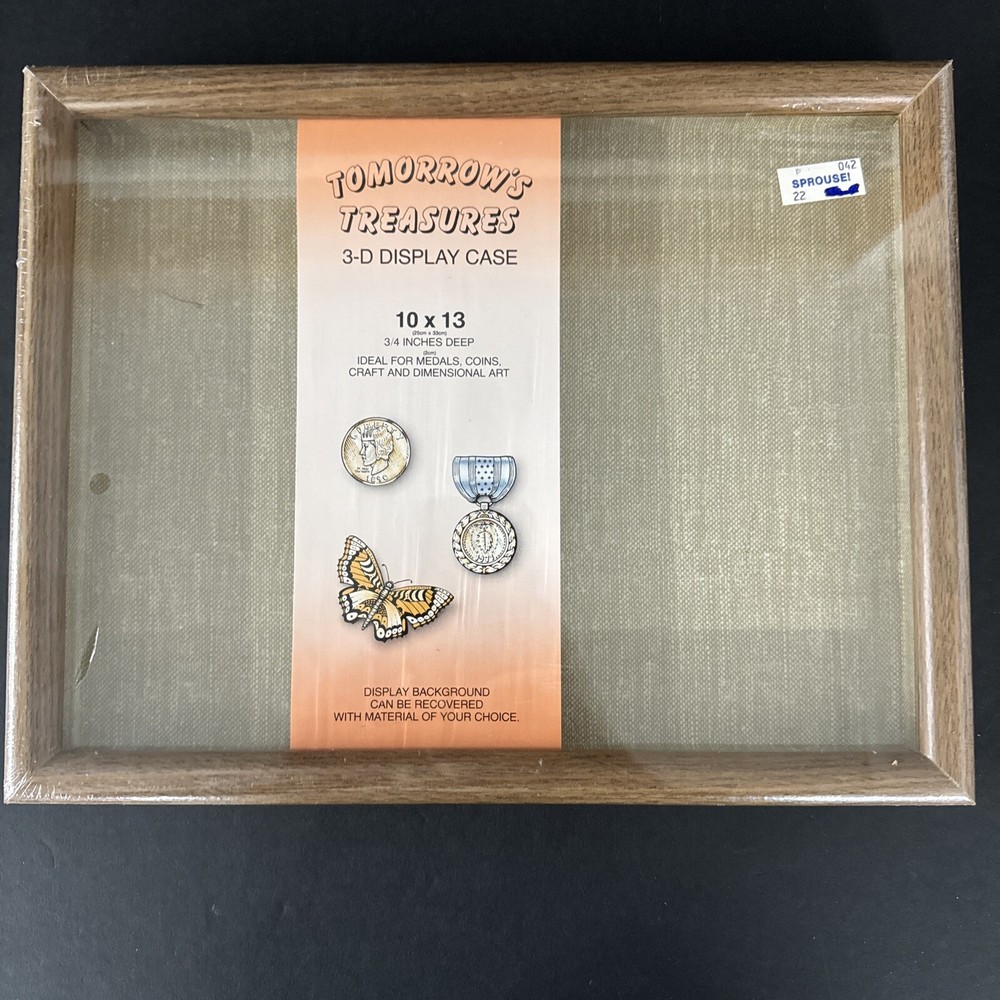 TOMORROW'S
TREASURES
3-D DISPLAY CASE
10 x 13
(25cm x 33cm)
3/4 INCHES DEEP
(2cm)
IDEAL FOR MEDALS, COINS,
CRAFT AND DIMENSIONAL ART
LIBERTY
DISPLAY BACKGROUND
CAN BE RECOVERED
WITH MATERIAL OF YOUR CHOICE.
P 042
SPROUSE!
22